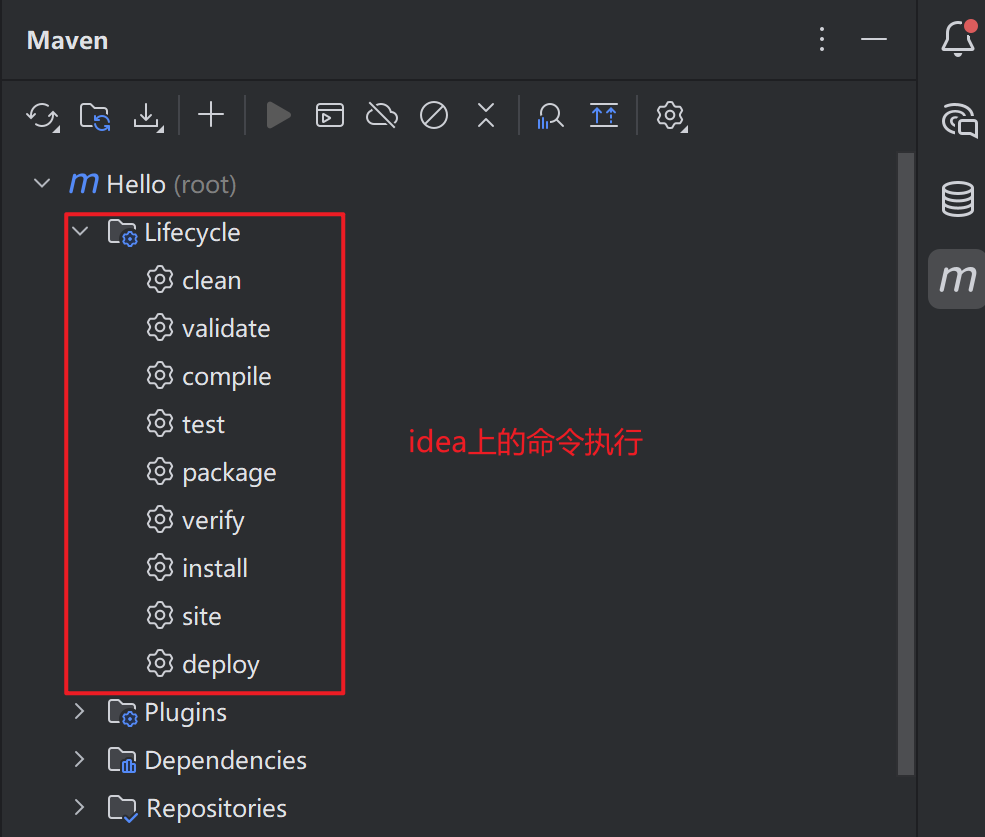 Maven
m Hello (root)
Lifecycle
clean
validate
compile
test
idea上的命令执行
package
verify
install
site
deploy
Plugins
Dependencies
Repositories
m